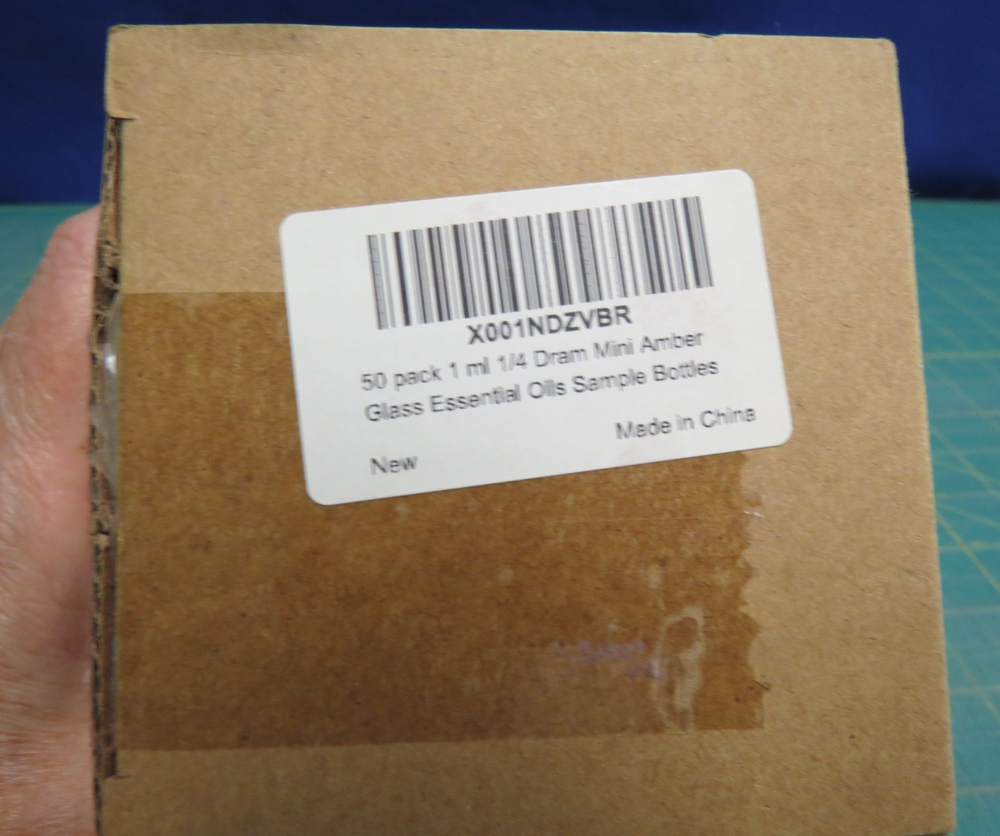 X001NDZVBR
50 pack 1 ml 1/4 Dram Mini Amber
Glass Essential Oils Sample Bottles
Made in China
New